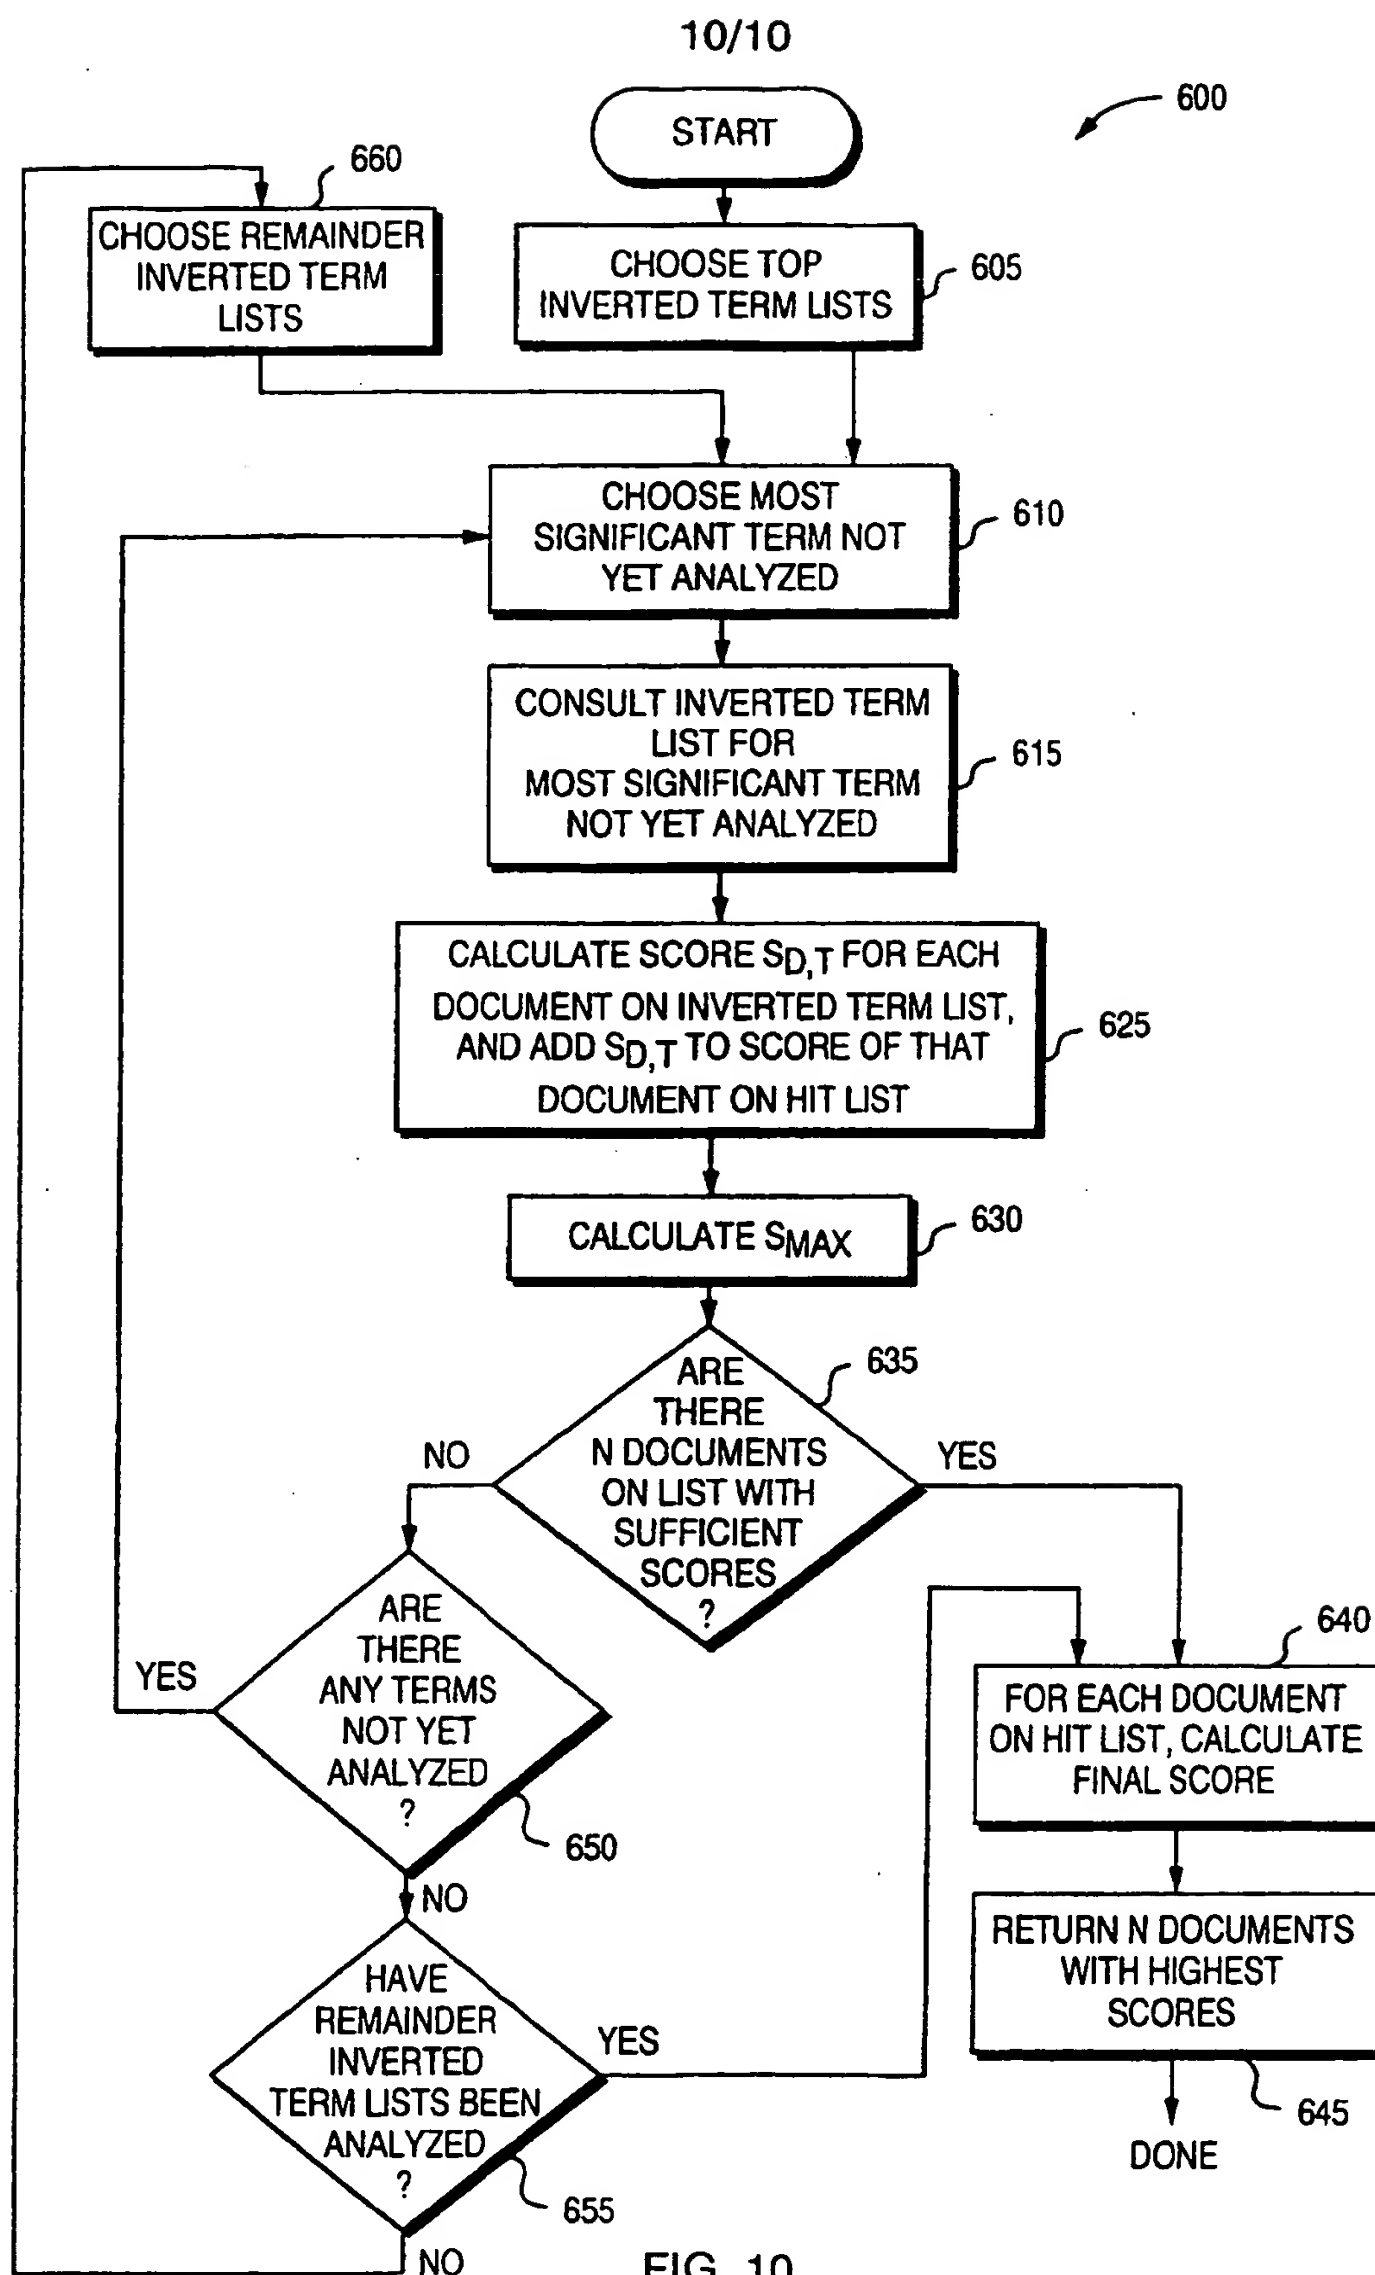 10/10
START
600
660
CHOOSE REMAINDER
INVERTED TERM
LISTS
CHOOSE TOP
INVERTED TERM LISTS
605
CHOOSE MOST
SIGNIFICANT TERM NOT
YET ANALYZED
610
CONSULT INVERTED TERM
LIST FOR
MOST SIGNIFICANT TERM
NOT YET ANALYZED
615
CALCULATE SCORE SD,T FOR EACH
DOCUMENT ON INVERTED TERM LIST,
AND ADD SD,T TO SCORE OF THAT
DOCUMENT ON HIT LIST
625
CALCULATE SMAX
630
ARE
THERE
N DOCUMENTS
ON LIST WITH
SUFFICIENT
SCORES
?
635
NO
YES
ARE
THERE
ANY TERMS
NOT YET
ANALYZED
?
YES
650
NO
640
FOR EACH DOCUMENT
ON HIT LIST, CALCULATE
FINAL SCORE
RETURN N DOCUMENTS
WITH HIGHEST
SCORES
645
DONE
HAVE
REMAINDER
INVERTED
TERM LISTS BEEN
ANALYZED
?
YES
655
NO
FIG. 10